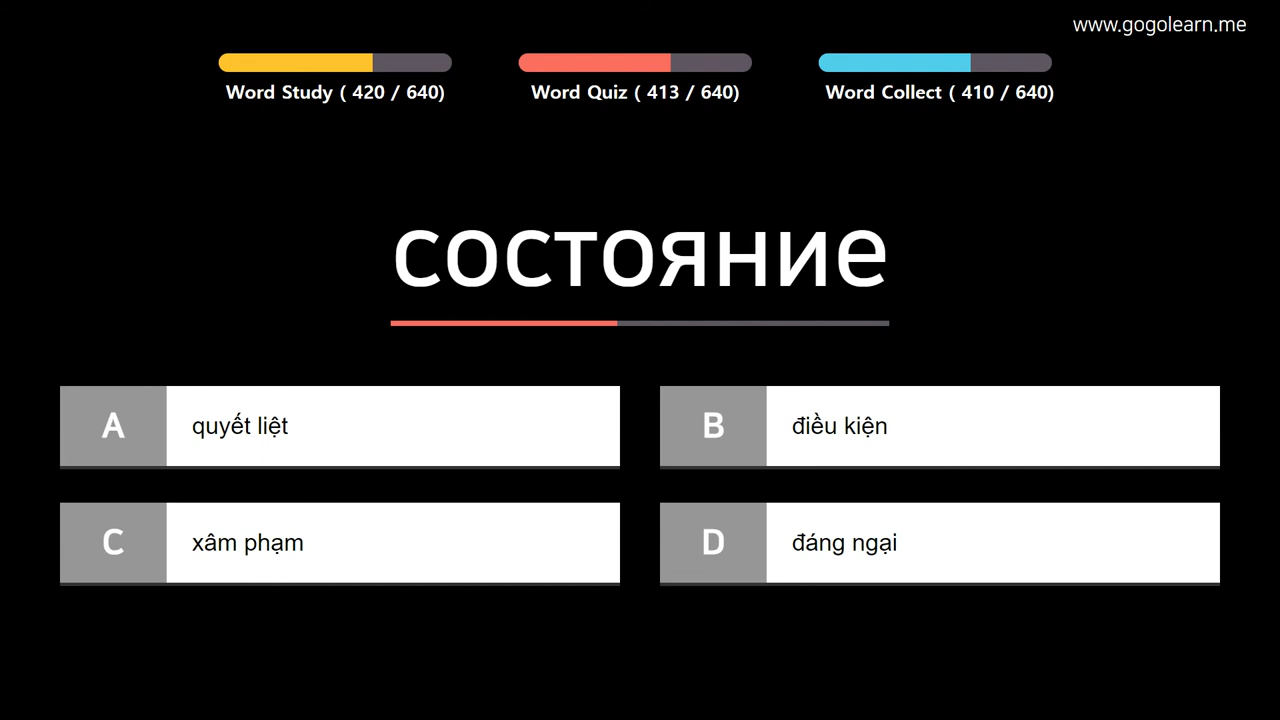 www.gogolearn.me
Word Study ( 420 / 640)
Word Quiz ( 413 / 640)
Word Collect ( 410 / 640)
состояние
A quyết liệt
B điều kiện
C xâm phạm
D đáng ngại